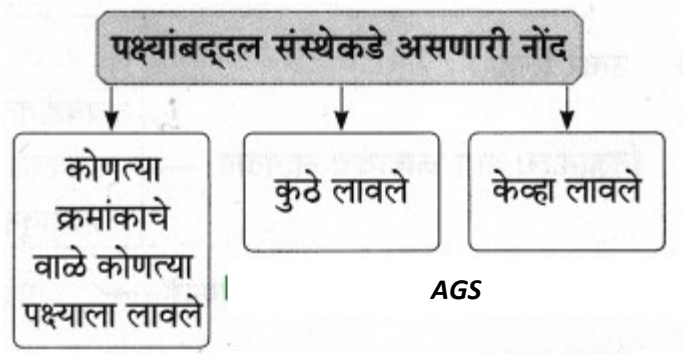 पक्ष्यांबद्दल संस्थेकडे असणारी नोंद
कोणत्या
क्रमांकाचे
वाळे कोणत्या
पक्ष्याला लावले
कुठे लावले
केव्हा लावले
AGS